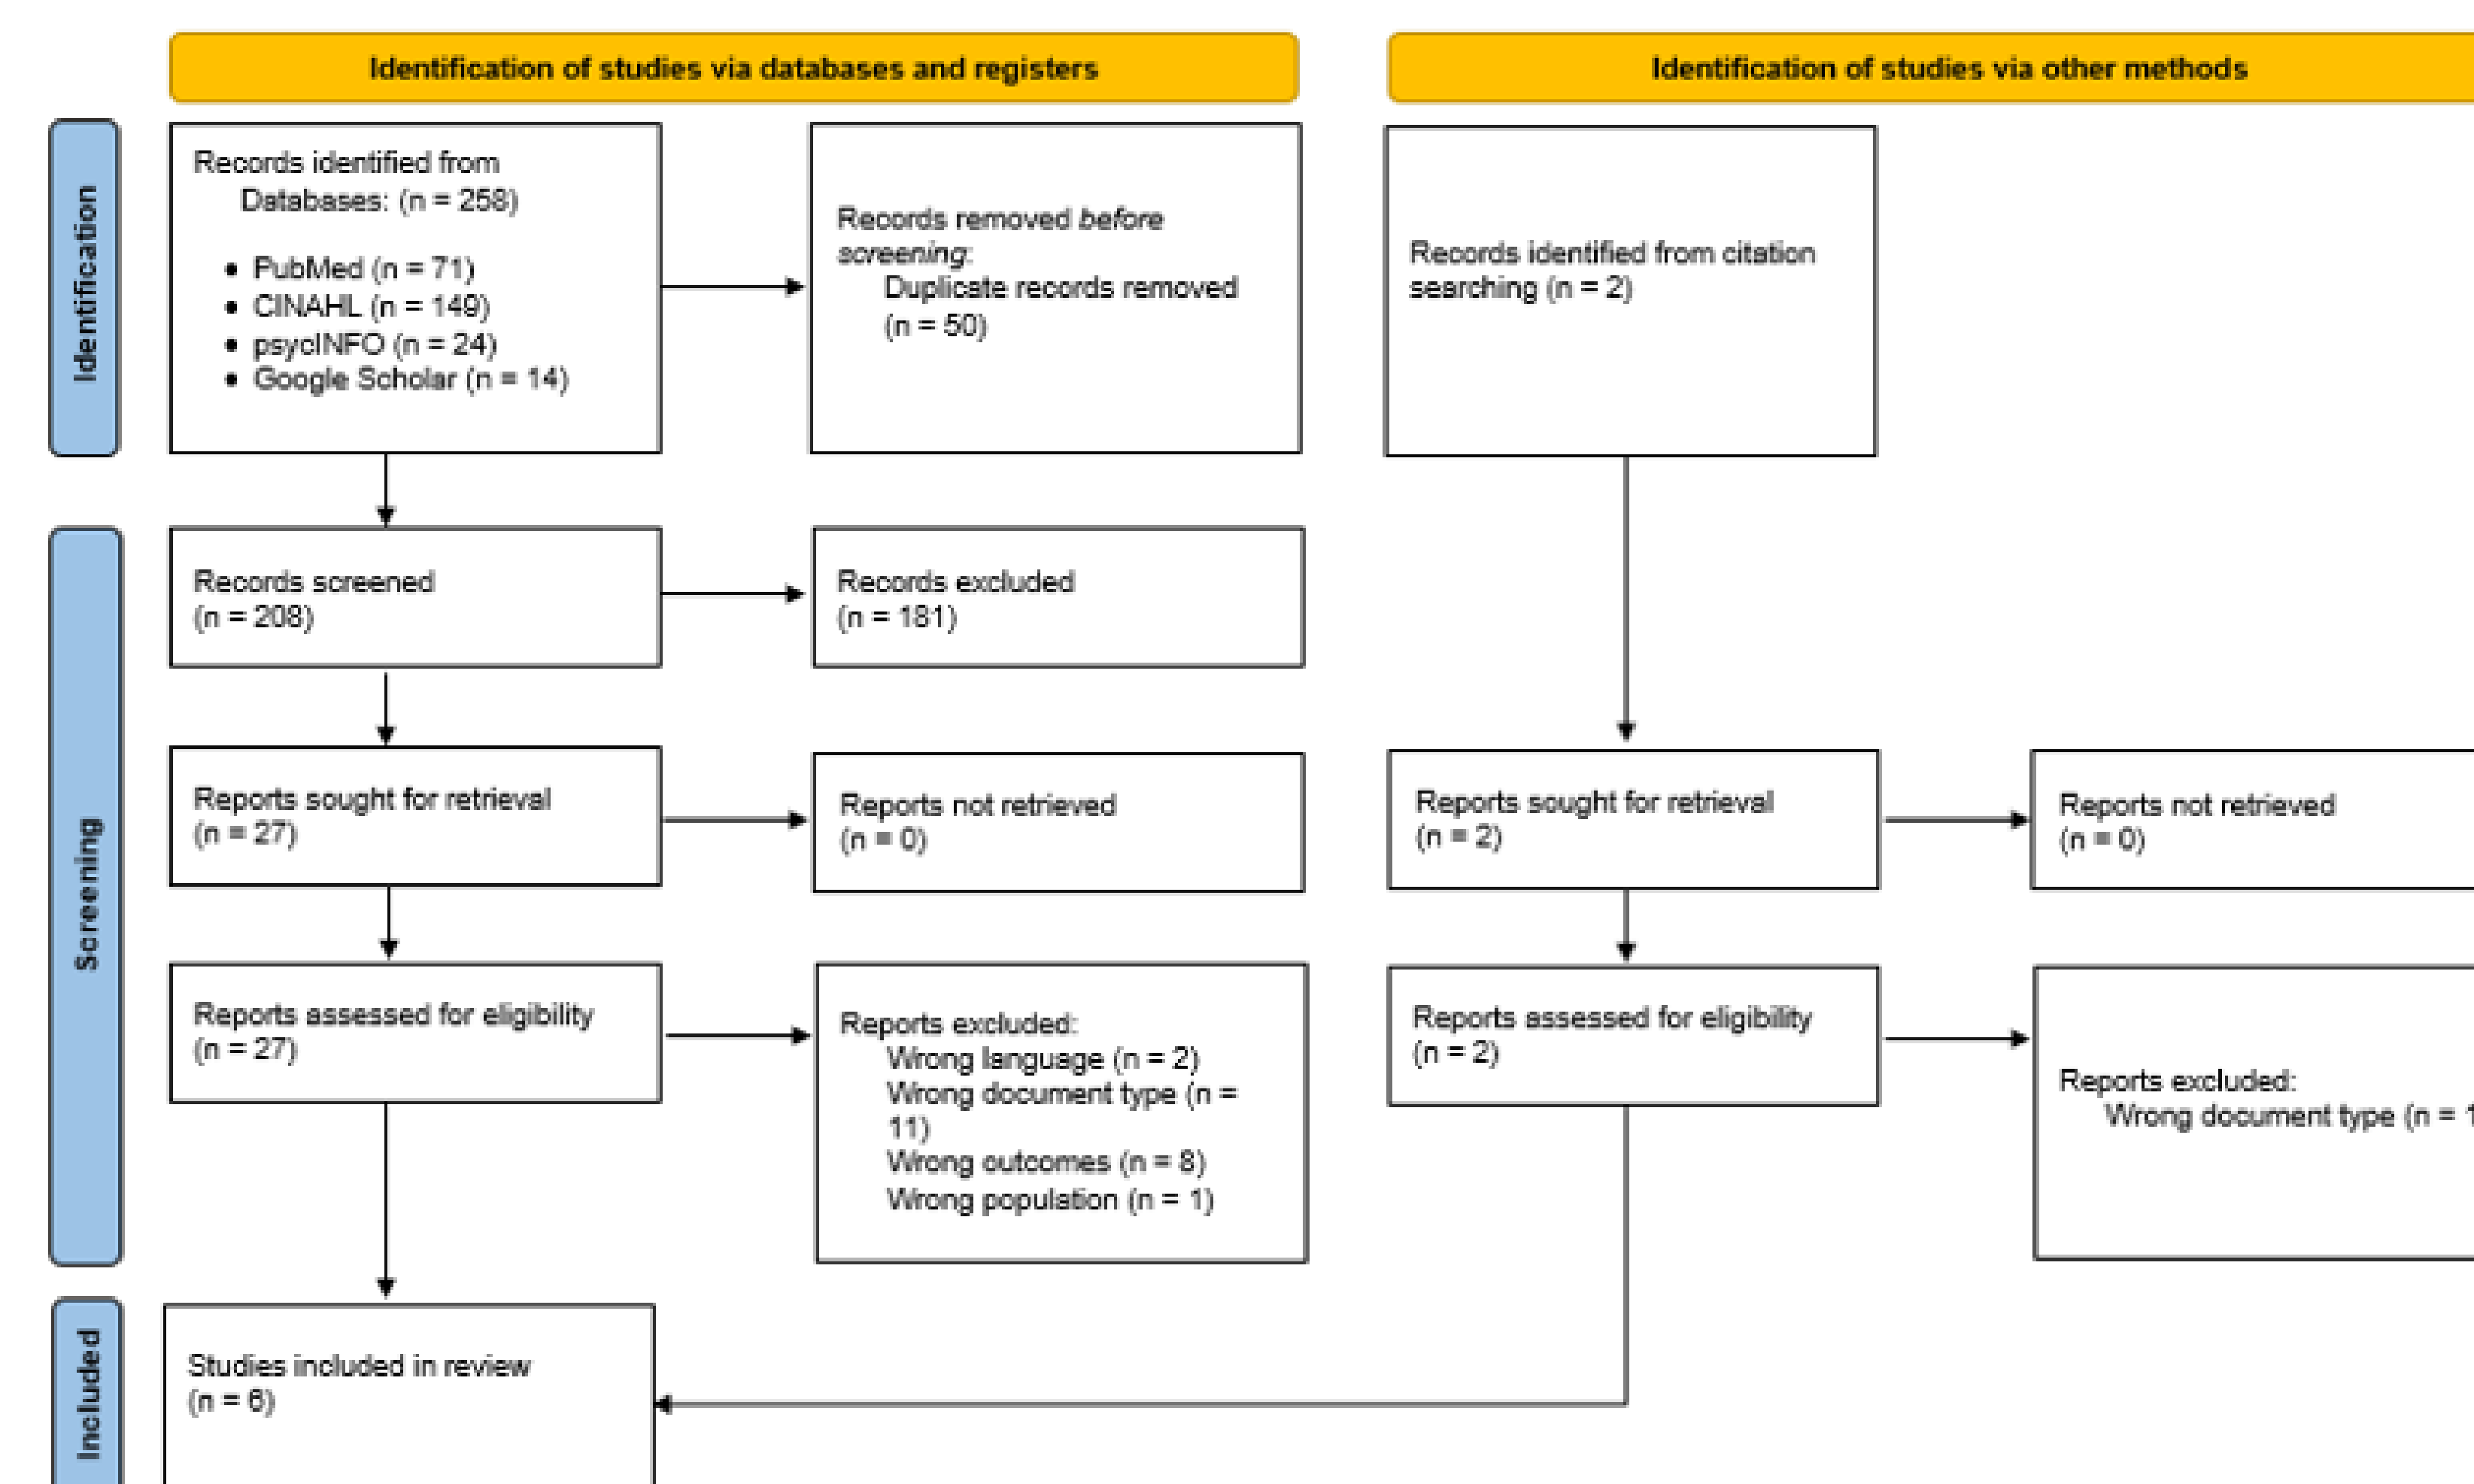 Identification of studies via databases and registers
Identification of studies via other methods
Identification
Records identified from
Databases: (n = 258)
• PubMed (n = 71)
• CINAHL (n = 149)
• psycINFO (n = 24)
• Google Scholar (n = 14)
Records removed before
screening:
Duplicate records removed
(n = 50)
Records identified from citation
searching (n = 2)
Screening
Records screened
(n = 208)
Records excluded
(n = 181)
Reports sought for retrieval
(n = 27)
Reports not retrieved
(n = 0)
Reports sought for retrieval
(n = 2)
Reports not retrieved
(n = 0)
Reports assessed for eligibility
(n = 27)
Reports excluded:
Wrong language (n = 2)
Wrong document type (n =
11)
Wrong outcomes (n = 8)
Wrong population (n = 1)
Reports assessed for eligibility
(n = 2)
Reports excluded:
Wrong document type (n = 1
Included
Studies included in review
(n = 6)